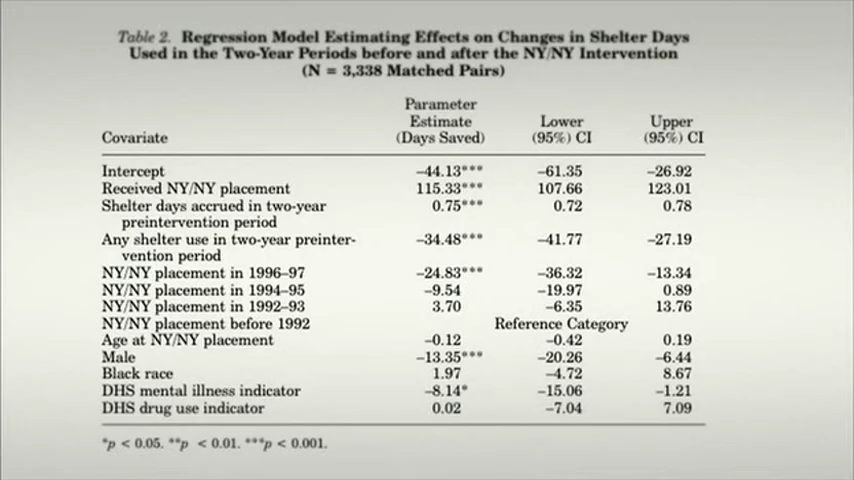 Table 2. Regression Model Estimating Effects on Changes in Shelter Days
Used in the Two-Year Periods before and after the NY/NY Intervention
(N = 3,338 Matched Pairs)
Parameter
Estimate Lower Upper
Covariate (Days Saved) (95%) CI (95%) CI
Intercept –44.13*** –61.35 –26.92
Received NY/NY placement 115.33*** 107.66 123.01
Shelter days accrued in two-year 0.75*** 0.72 0.78
preintervention period
Any shelter use in two-year preinter- –34.48*** –41.77 –27.19
vention period
NY/NY placement in 1996–97 –24.83*** –36.32 –13.34
NY/NY placement in 1994–95 –9.54 –19.97 0.89
NY/NY placement in 1992–93 3.70 –6.35 13.76
NY/NY placement before 1992 Reference Category
Age at NY/NY placement –0.12 –0.42 0.19
Male –13.35*** –20.26 –6.44
Black race 1.97 –4.72 8.67
DHS mental illness indicator –8.14* –15.06 –1.21
DHS drug use indicator 0.02 –7.04 7.09
*p < 0.05. **p < 0.01. ***p < 0.001.